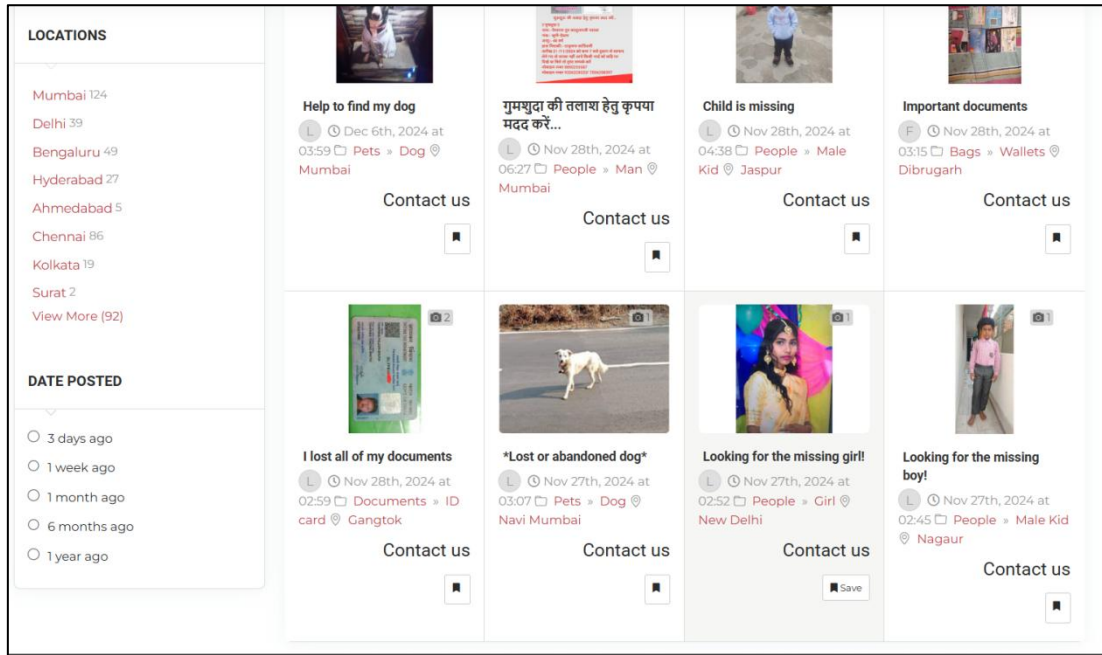 LOCATIONS
Mumbai 124
Delhi 39
Bengaluru 49
Hyderabad 27
Ahmedabad 5
Chennai 86
Kolkata 19
Surat 2
View More (92)
DATE POSTED
3 days ago
1 week ago
1 month ago
6 months ago
1 year ago
Help to find my dog
L Dec 6th, 2024 at
03:59 Pets » Dog
Mumbai
Contact us
गुमशुदा की तलाश हेतु कृपया
मदद करें...
L Nov 28th, 2024 at
06:27 People » Man
Mumbai
Contact us
Child is missing
L Nov 28th, 2024 at
04:38 People » Male
Kid Jaspur
Contact us
Important documents
F Nov 28th, 2024 at
03:15 Bags » Wallets
Dibrugarh
Contact us
2
I lost all of my documents
L Nov 28th, 2024 at
02:59 Documents » ID
card Gangtok
Contact us
1
*Lost or abandoned dog*
L Nov 27th, 2024 at
03:07 Pets » Dog
Navi Mumbai
Contact us
1
Looking for the missing girl!
L Nov 27th, 2024 at
02:52 People » Girl
New Delhi
Contact us
Save
1
Looking for the missing
boy!
L Nov 27th, 2024 at
02:45 People » Male Kid
Nagaur
Contact us